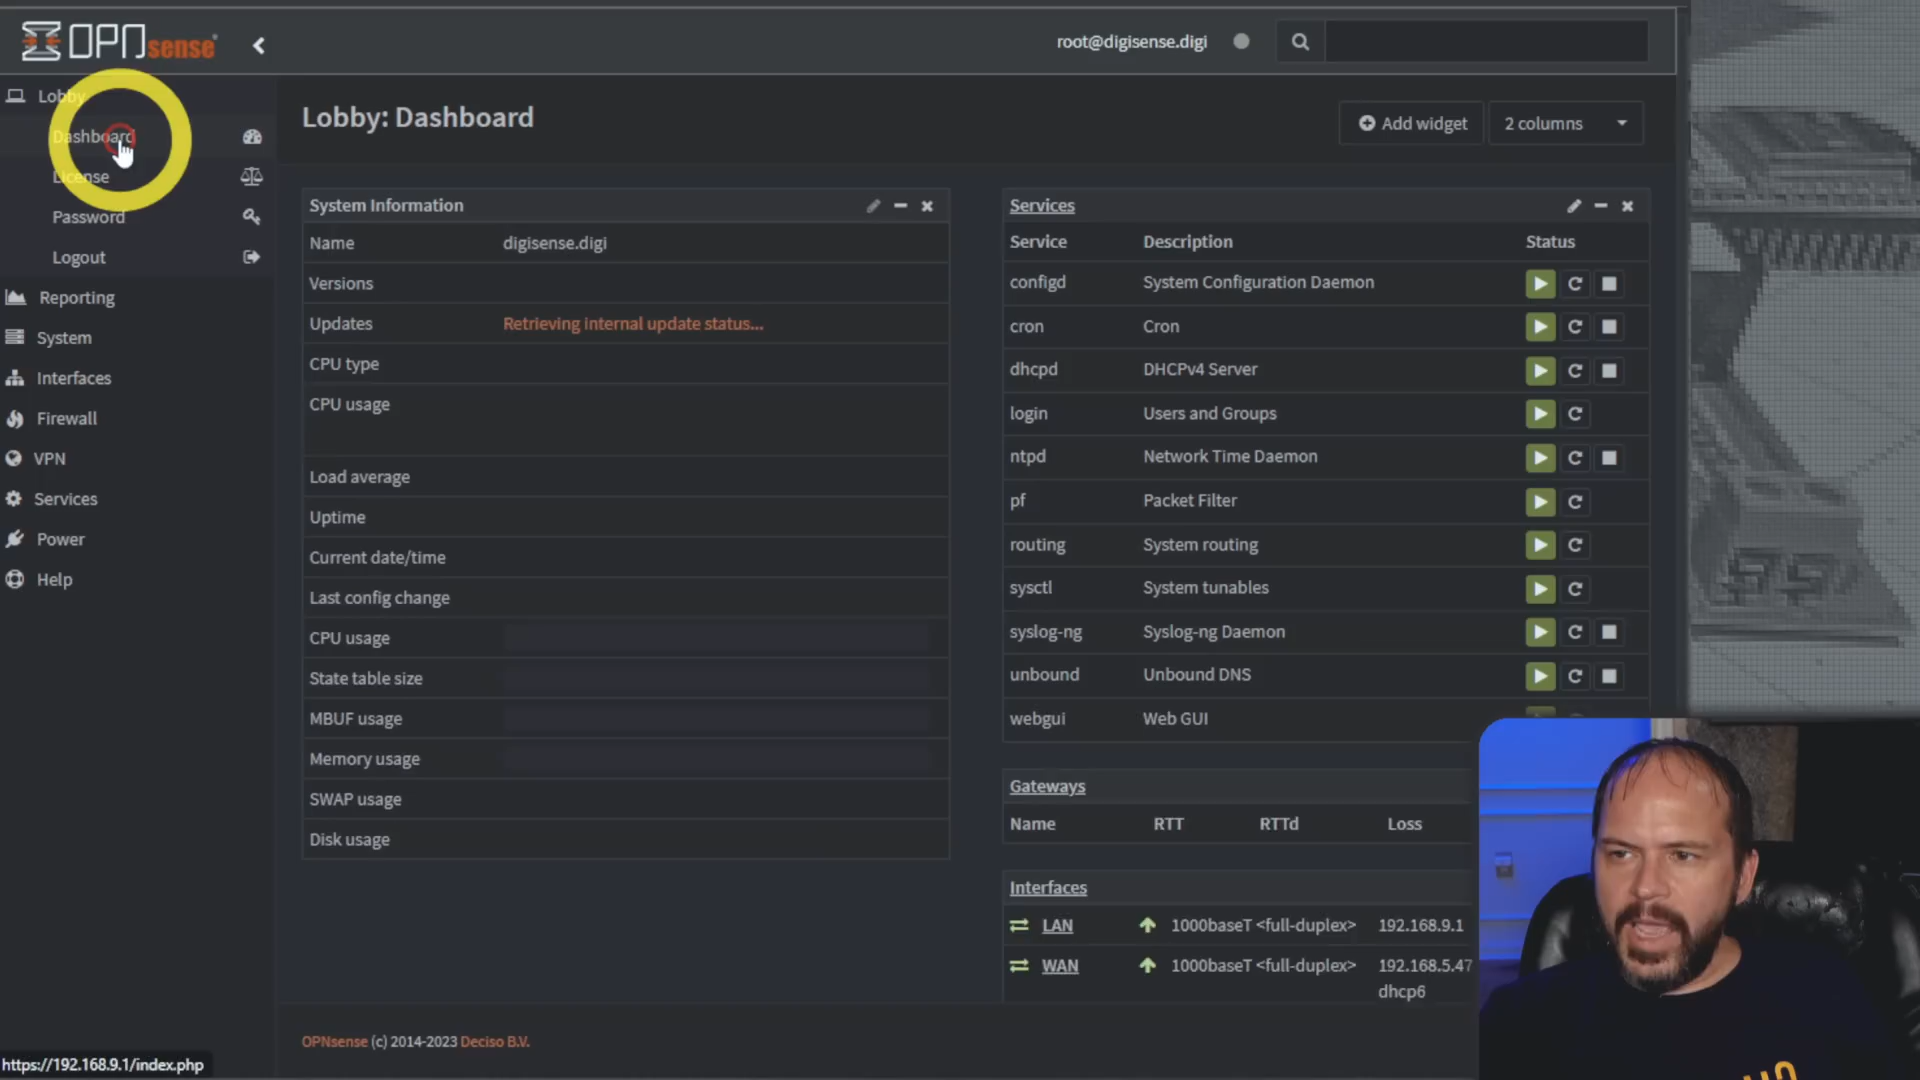 OPNsense
root@digisense.digi
Lobby
Dashboard
License
Password
Logout
Reporting
System
Interfaces
Firewall
VPN
Services
Power
Help
Lobby: Dashboard
Add widget
2 columns
System Information
Name digisense.digi
Versions
Updates Retrieving internal update status...
CPU type
CPU usage
Load average
Uptime
Current date/time
Last config change
CPU usage
State table size
MBUF usage
Memory usage
SWAP usage
Disk usage
Services
Service Description Status
configd System Configuration Daemon
cron Cron
dhcpd DHCPv4 Server
login Users and Groups
ntpd Network Time Daemon
pf Packet Filter
routing System routing
sysctl System tunables
syslog-ng Syslog-ng Daemon
unbound Unbound DNS
webgui Web GUI
Gateways
Name RTT RTTd Loss
Interfaces
LAN 1000baseT <full-duplex> 192.168.9.1
WAN 1000baseT <full-duplex> 192.168.5.47
dhcp6
OPNsense (c) 2014-2023 Deciso B.V.
https://192.168.9.1/index.php